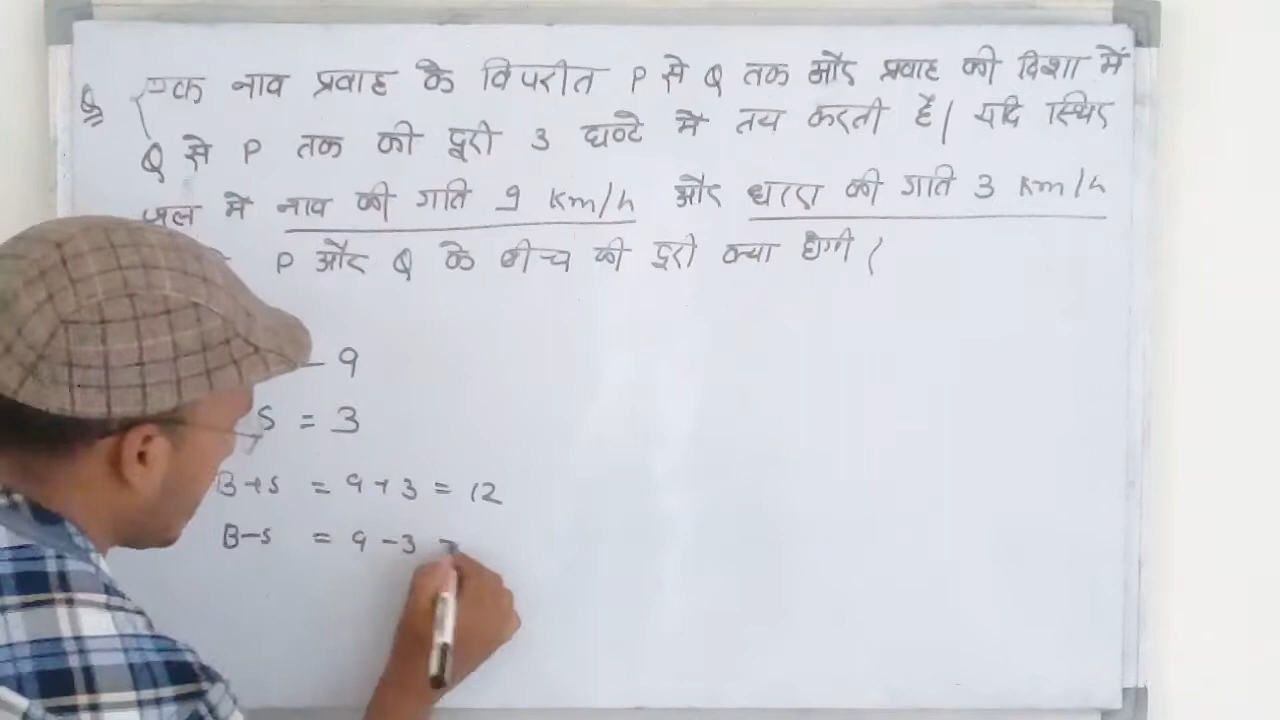 Q एक नाव प्रवाह के विपरीत P से Q तक और प्रवाह की दिशा में
Q से P तक की दूरी 3 घण्टे में तय करती है। यदि स्थिर
जल में नाव की गति 9 Km/h और धारा की गति 3 Km/h
P और Q के बीच की दूरी क्या होगी।
9
S = 3
B+S = 9 + 3 = 12
B-S = 9 - 3 =